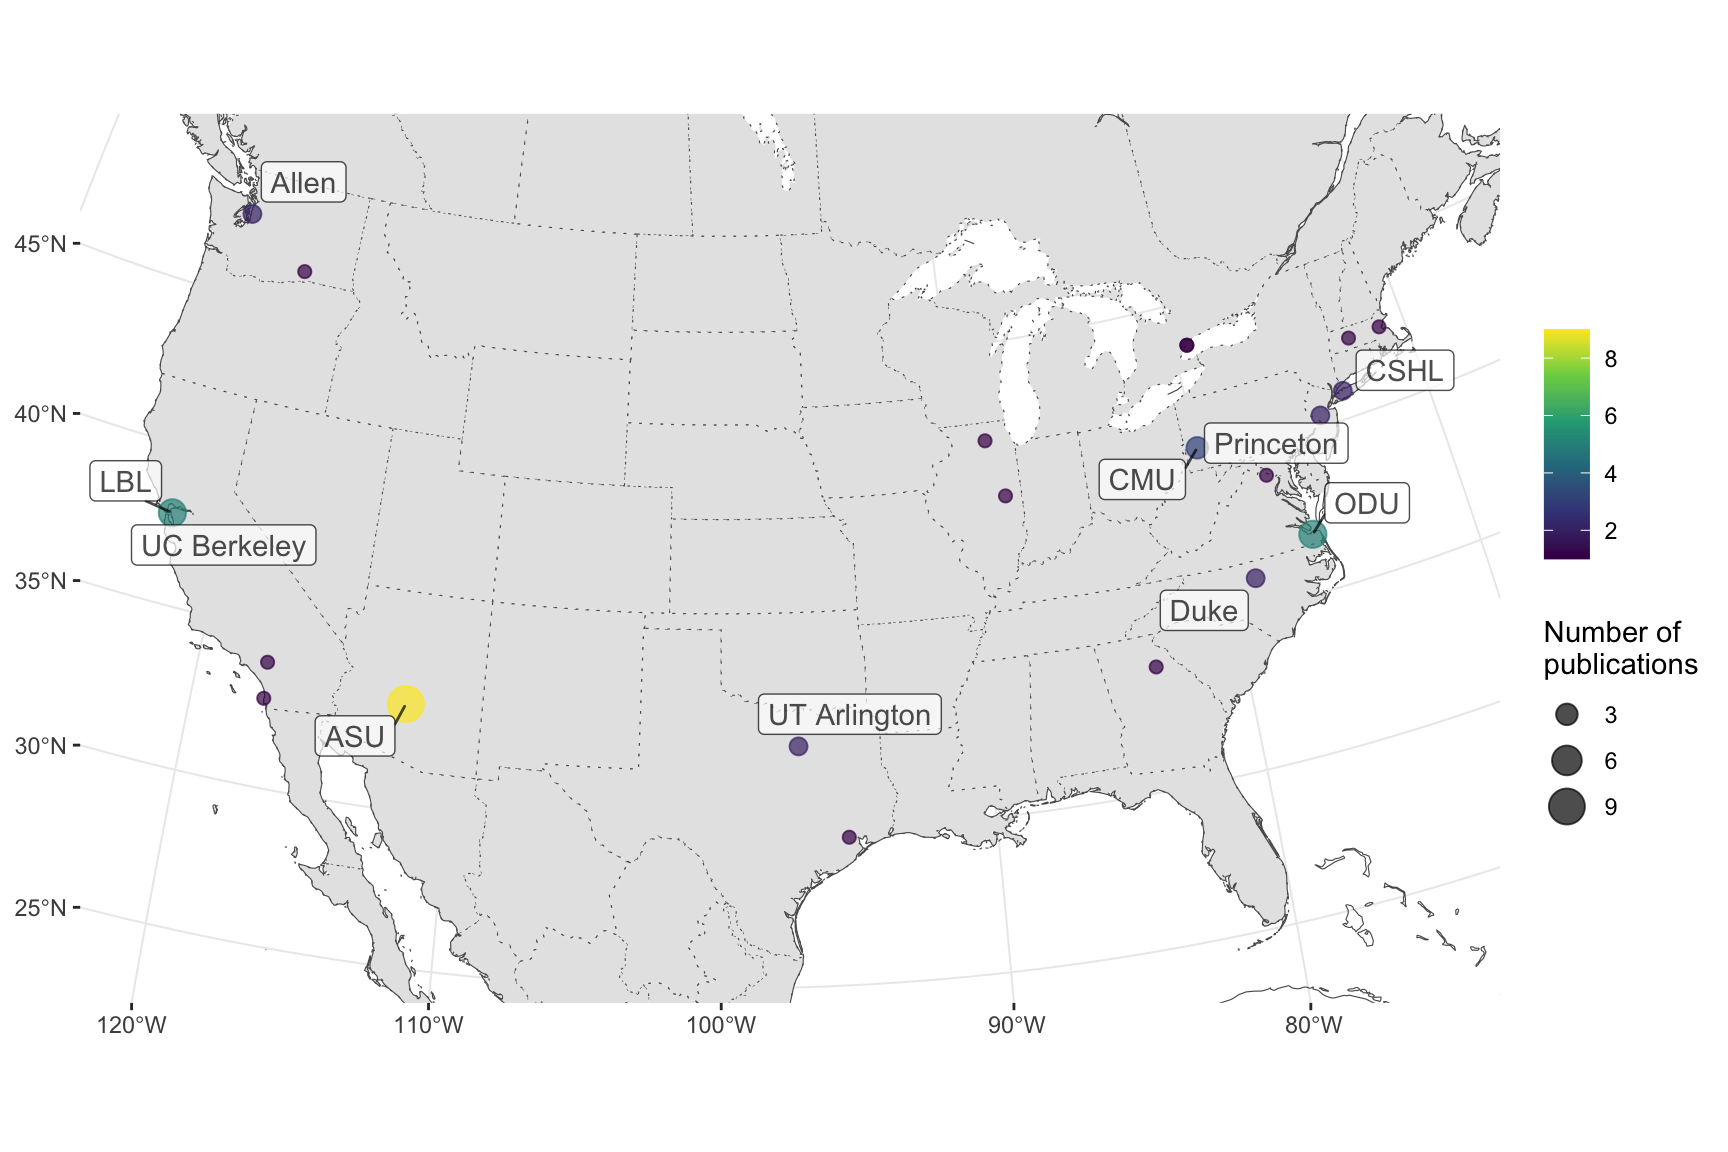 Allen
45°N
CSHL
40°N
Princeton
CMU
LBL
ODU
UC Berkeley
35°N
Duke
UT Arlington
ASU
30°N
25°N
120°W
110°W
100°W
90°W
80°W
8
6
4
2
Number of
publications
3
6
9